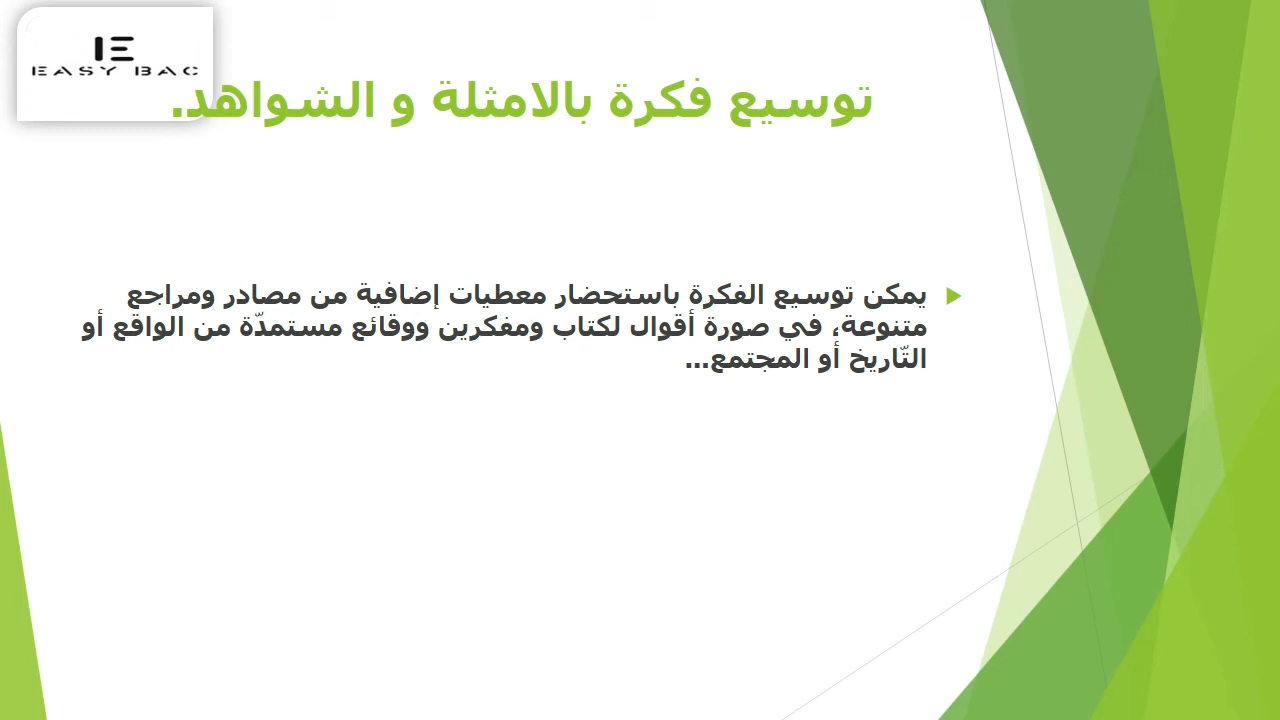 IE
EASY BAC
توسيع فكرة بالامثلة و الشواهد.
يمكن توسيع الفكرة باستحضار معطيات إضافية من مصادر ومراجع
متنوعة، في صورة أقوال لكتاب ومفكرين ووقائع مستمدّة من الواقع أو
التّاريخ أو المجتمع...